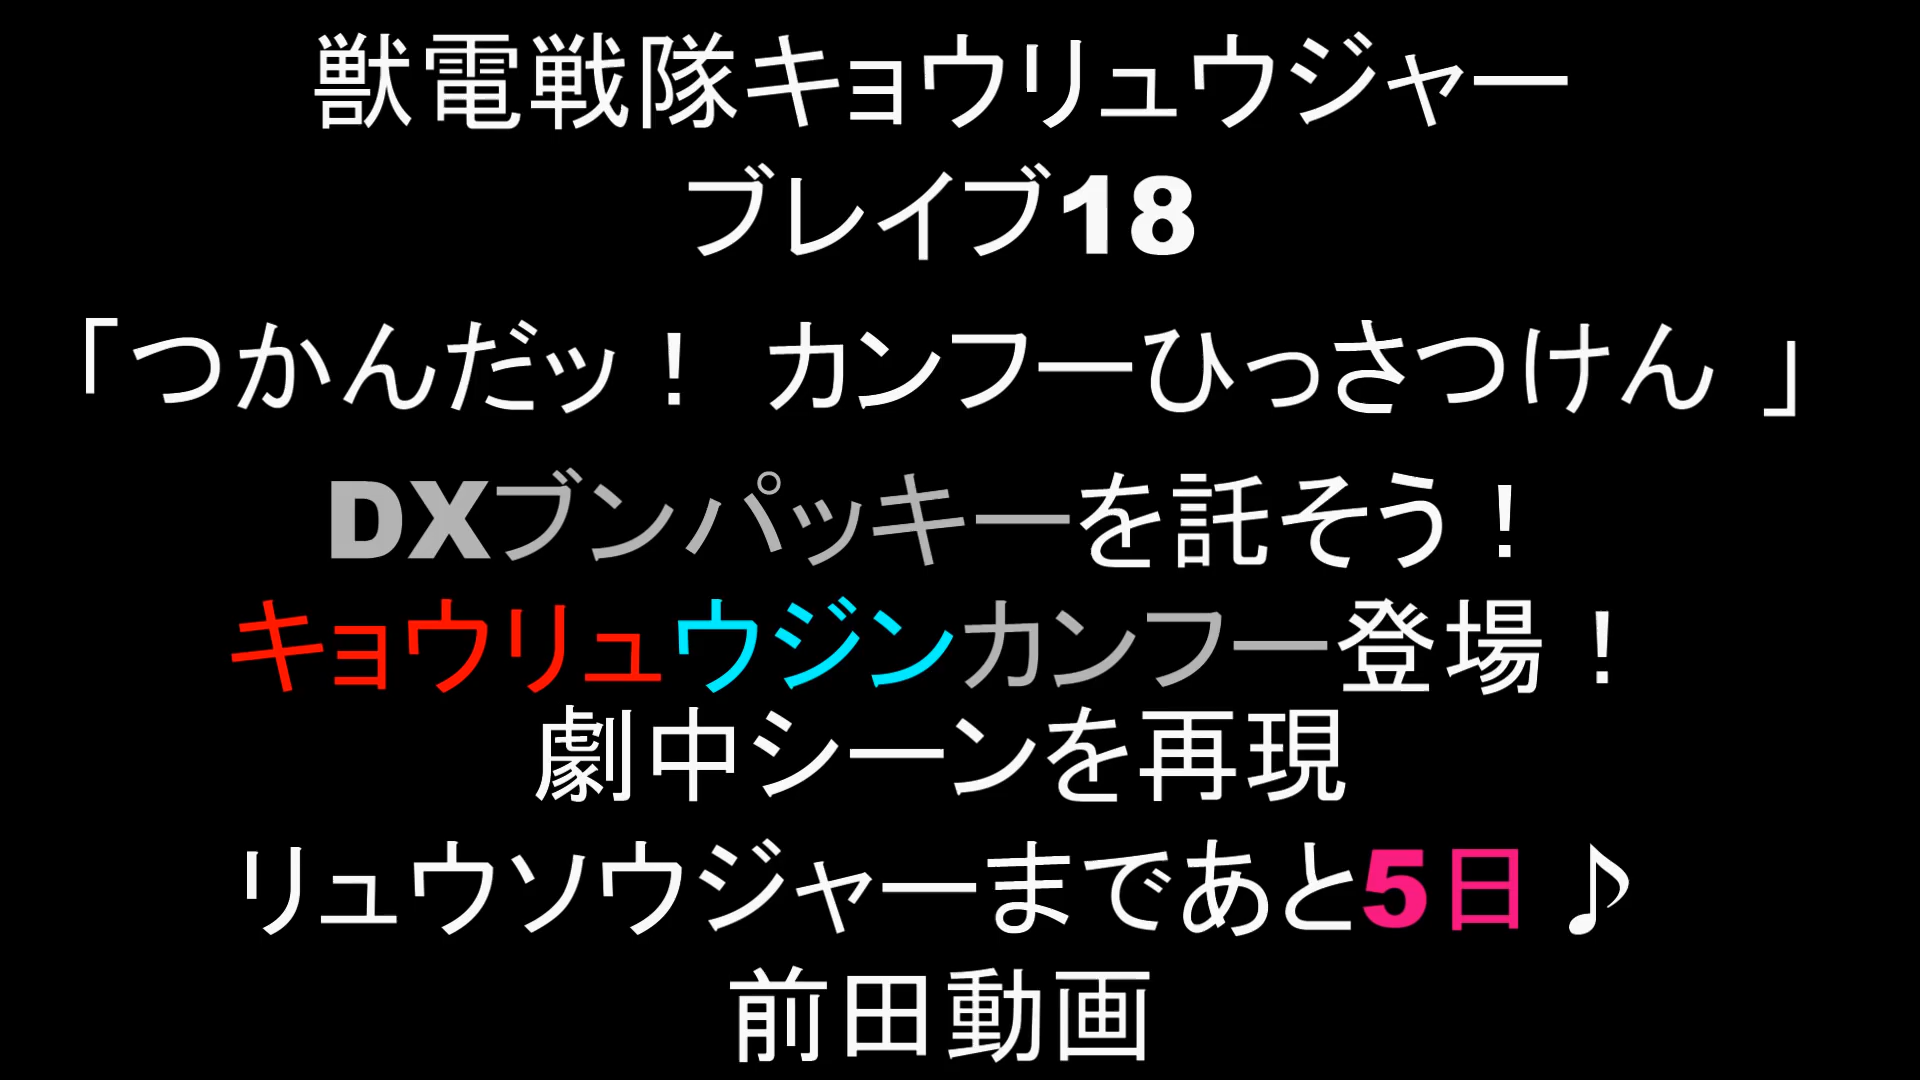 獣電戦隊キョウリュウジャー
ブレイブ18
「つかんだッ！ カンフーひっさつけん 」
DXブンパッキーを託そう！
キョウリュウジンカンフー登場！
劇中シーンを再現
リュウソウジャーまであと5日♪
前田動画